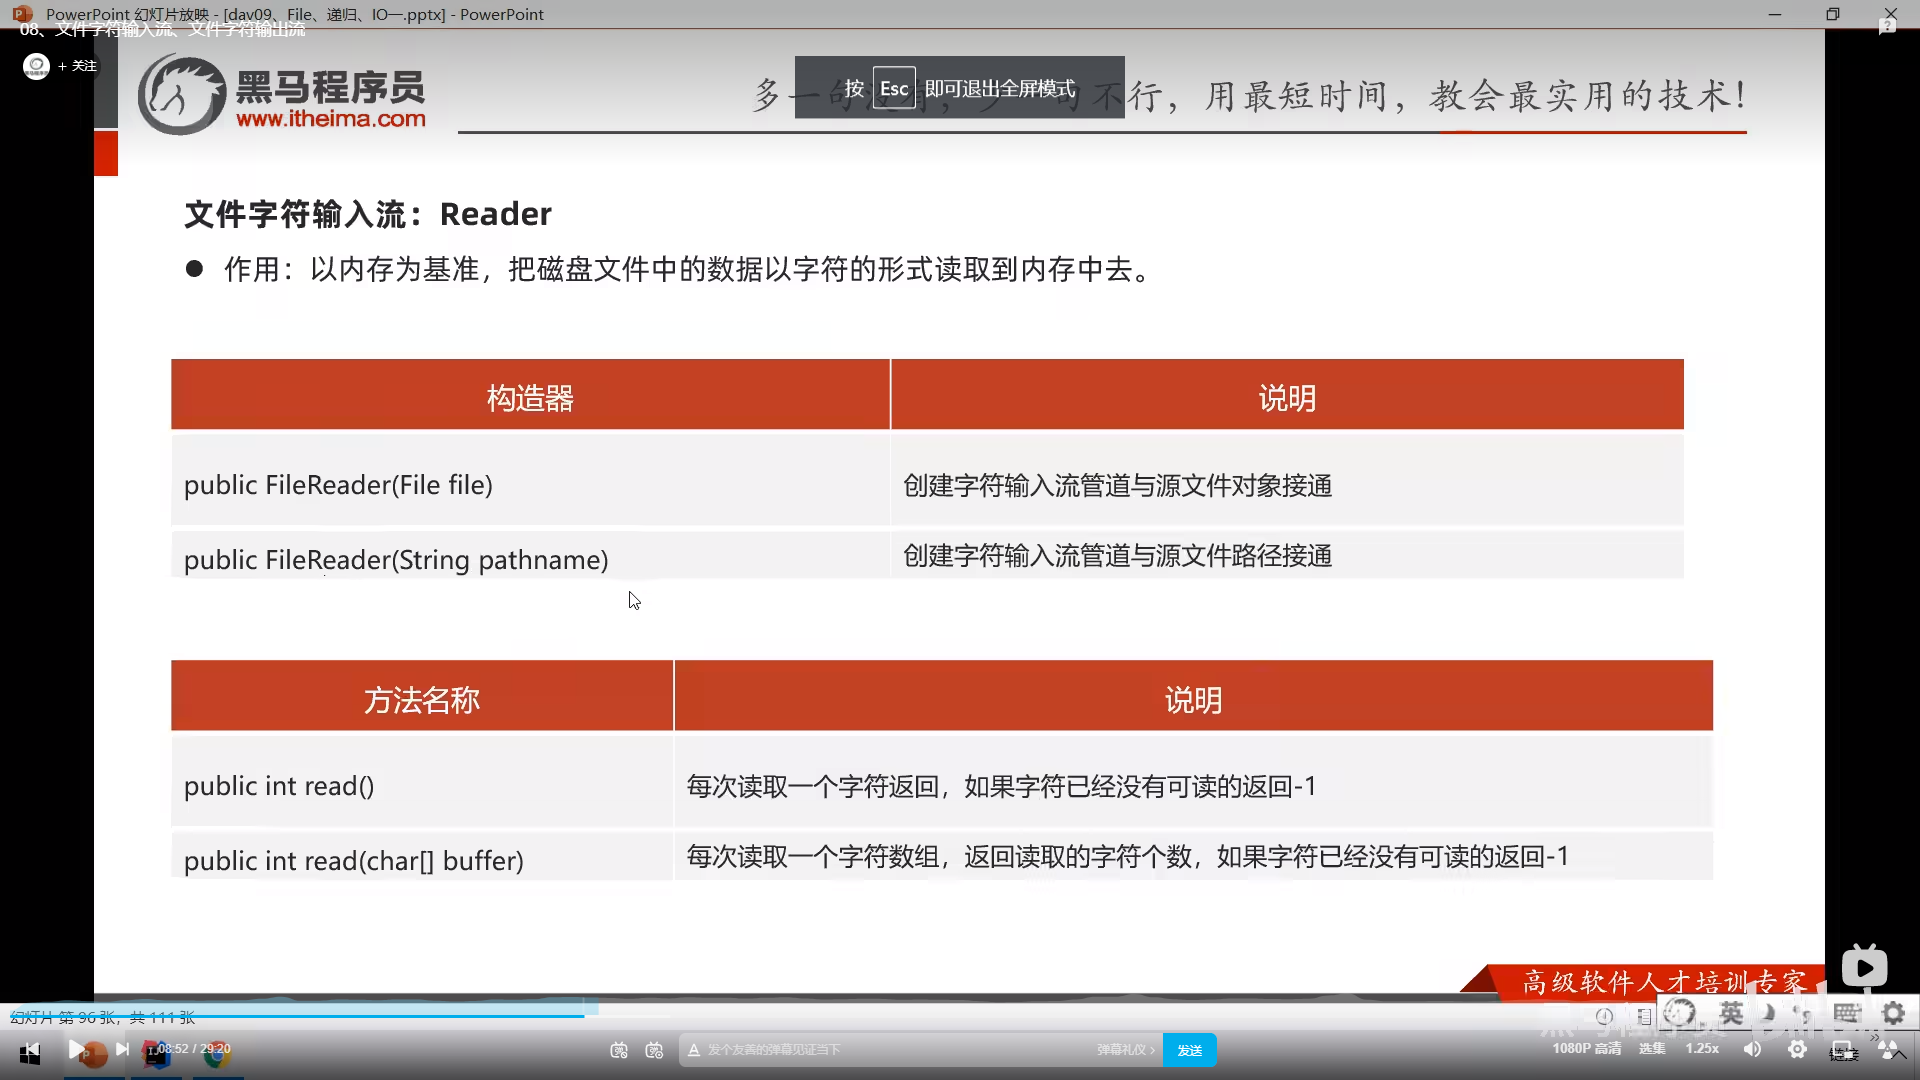 PowerPoint 幻灯片放映 - [day09、File、递归、IO一.pptx] - PowerPoint
08、文件字符输入流、文件字符输出流
+ 关注
黑马程序员
www.itheima.com
多一句没有，少一句不行，用最短时间，教会最实用的技术！
按 Esc 即可退出全屏模式
文件字符输入流：Reader
● 作用：以内存为基准，把磁盘文件中的数据以字符的形式读取到内存中去。
构造器 说明
public FileReader(File file) 创建字符输入流管道与源文件对象接通
public FileReader(String pathname) 创建字符输入流管道与源文件路径接通
方法名称 说明
public int read() 每次读取一个字符返回，如果字符已经没有可读的返回-1
public int read(char[] buffer) 每次读取一个字符数组，返回读取的字符个数，如果字符已经没有可读的返回-1
高级软件人才培训专家
幻灯片 第 96 张，共 111 张
英
08:52 / 29:20
发个友善的弹幕见证当下
弹幕礼仪 >
发送
1080P 高清
选集
1.25x
链接